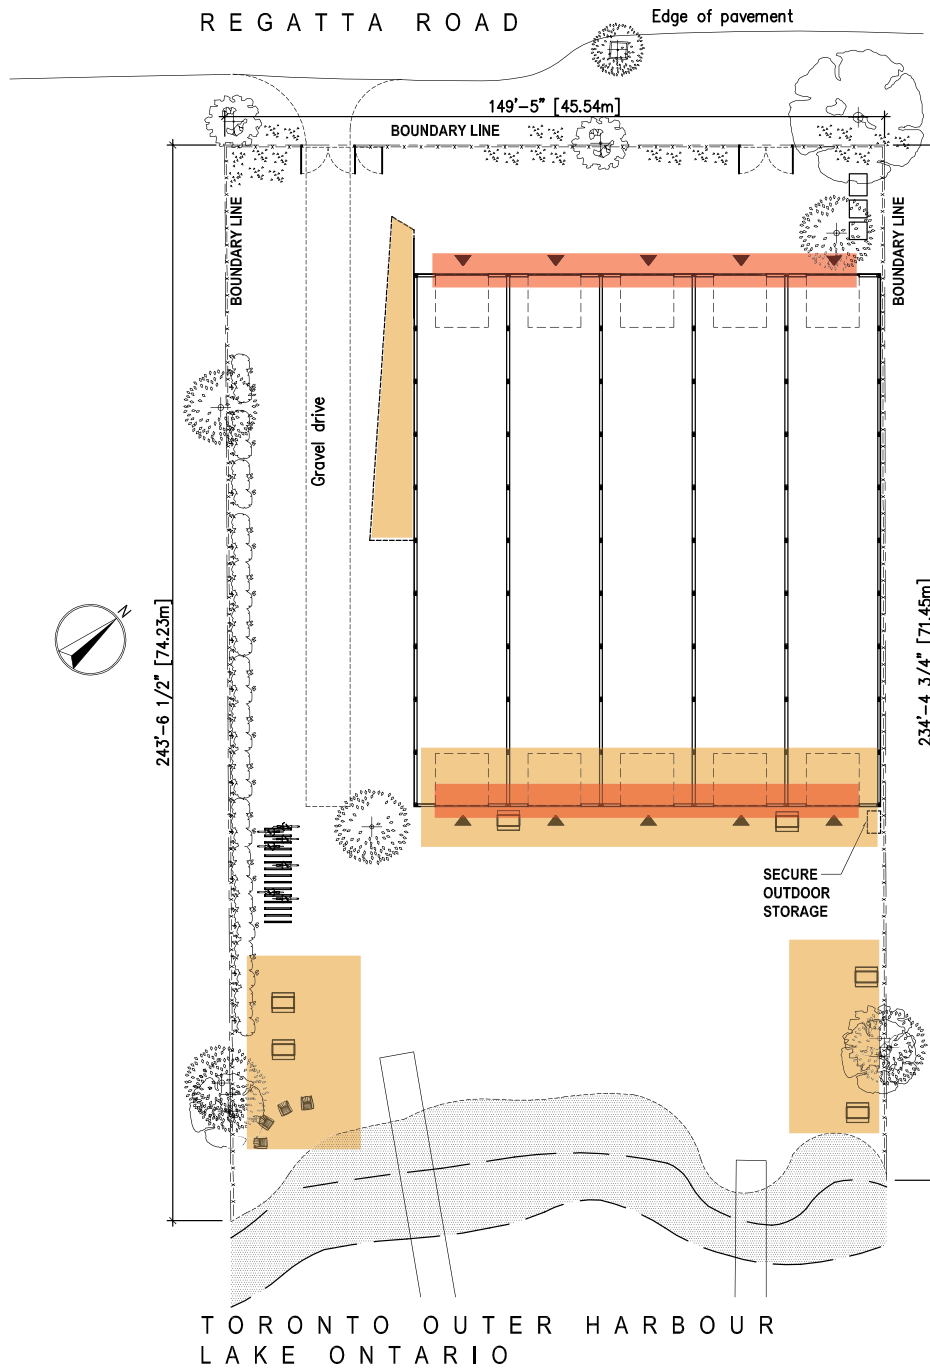 REGATTA ROAD
Edge of pavement
149'-5" [45.54m]
BOUNDARY LINE
BOUNDARY LINE
BOUNDARY LINE
Gravel drive
N
243'-6 1/2" [74.23m]
234'-4 3/4" [71.45m]
SECURE
OUTDOOR
STORAGE
TORONTO OUTER HARBOUR
LAKE ONTARIO